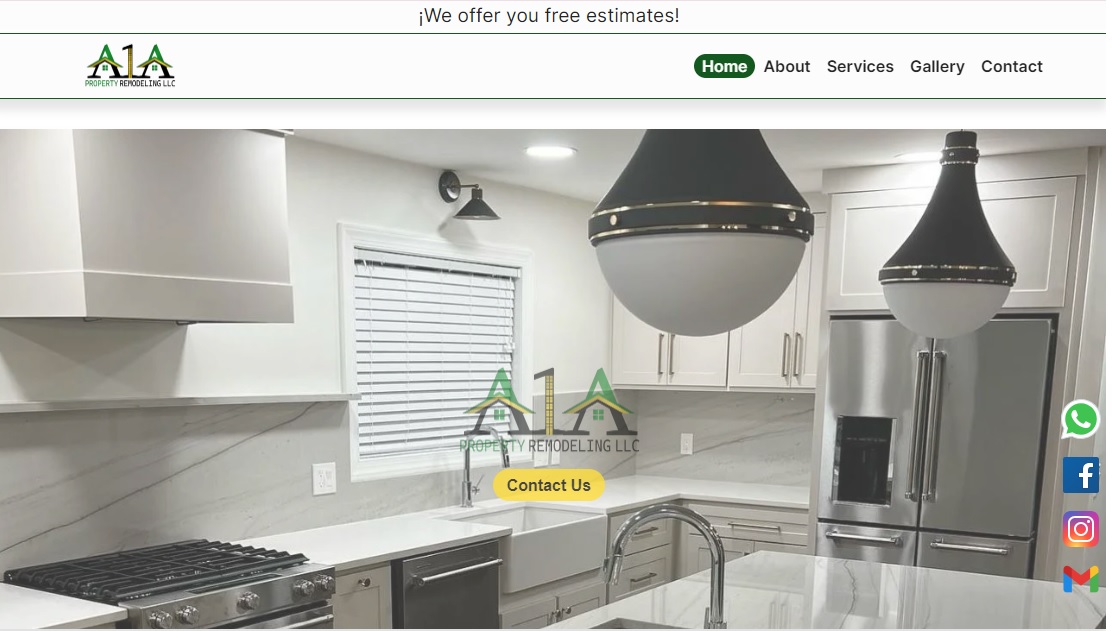 ¡We offer you free estimates!
A1A
PROPERTY REMODELING LLC
Home About Services Gallery Contact
A1A
PROPERTY REMODELING LLC
Contact Us